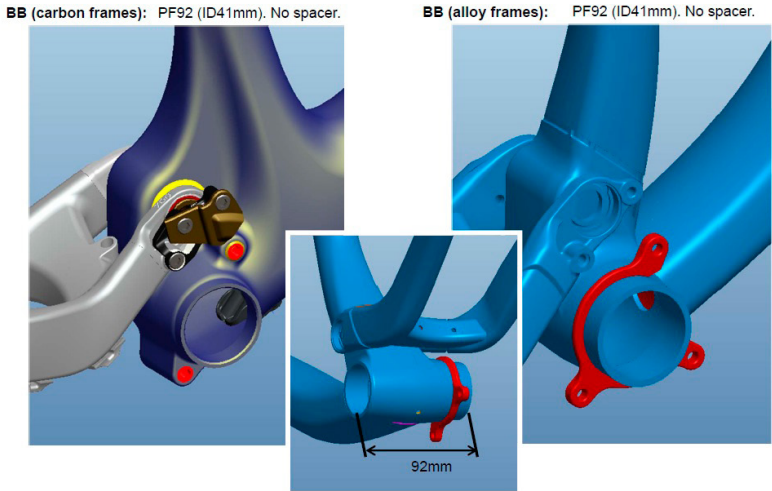 BB (carbon frames): PF92 (ID41mm). No spacer.
BB (alloy frames): PF92 (ID41mm). No spacer.
92mm